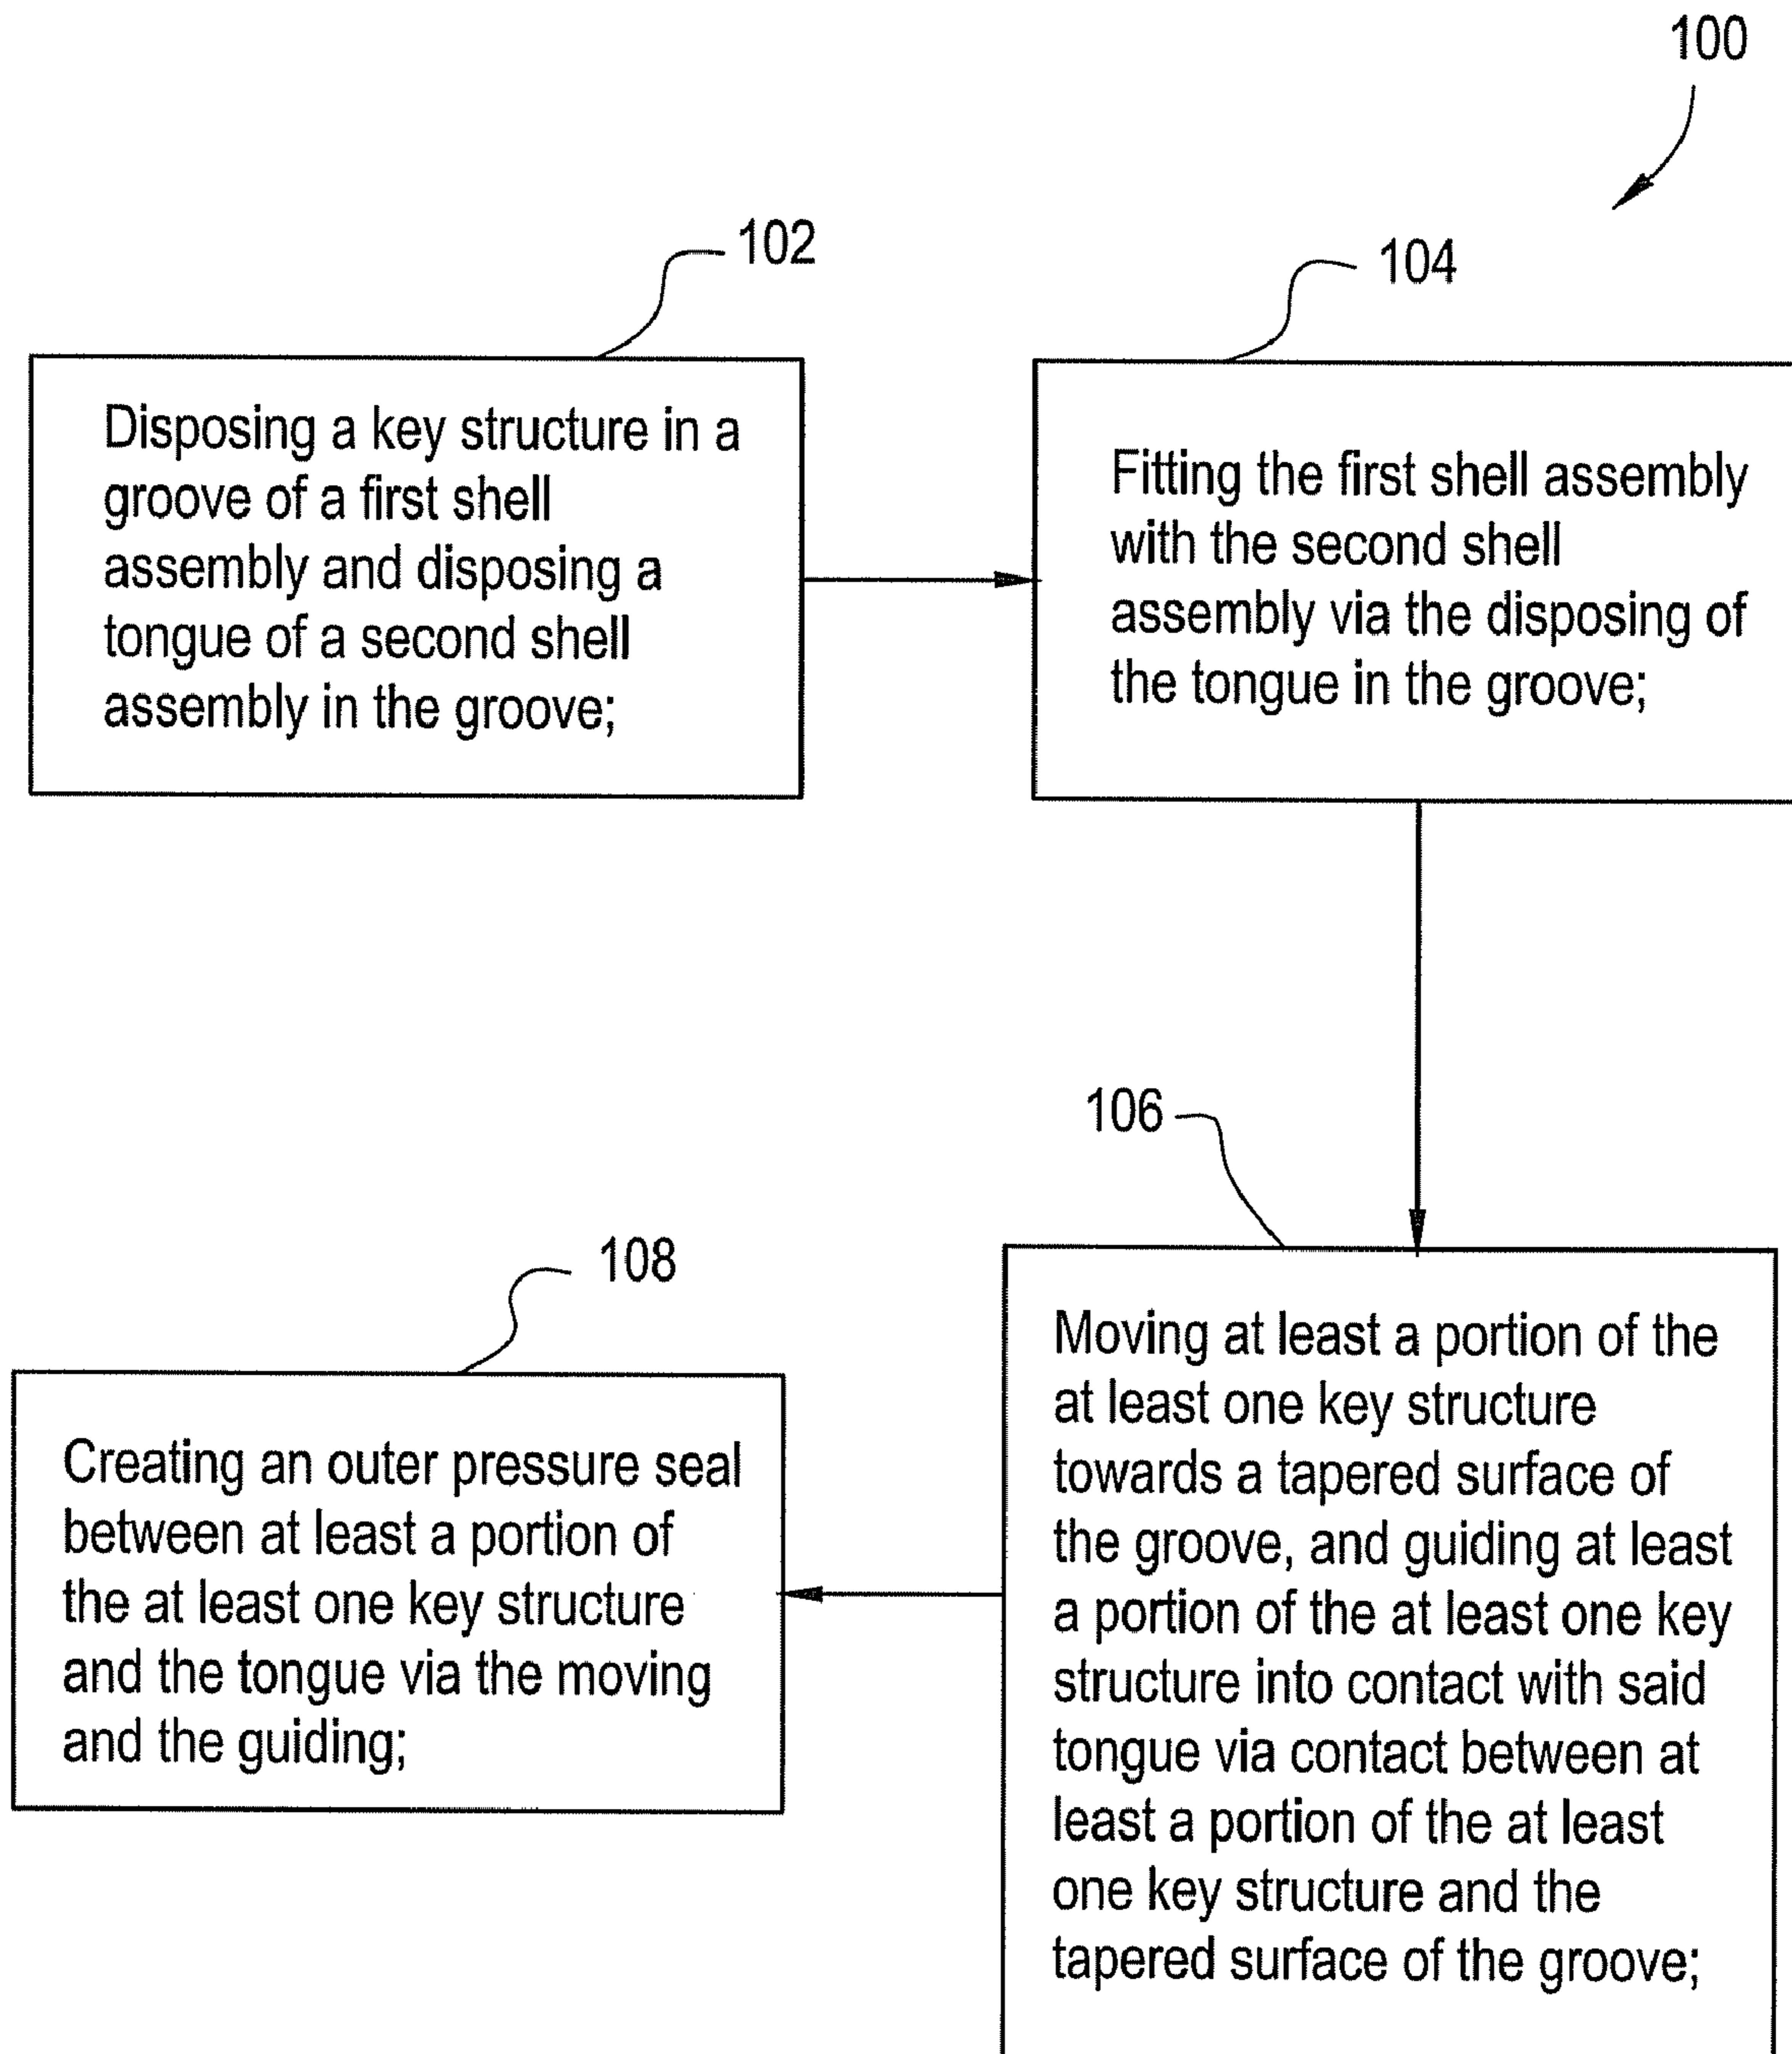 100
102
Disposing a key structure in a
groove of a first shell
assembly and disposing a
tongue of a second shell
assembly in the groove;
104
Fitting the first shell assembly
with the second shell
assembly via the disposing of
the tongue in the groove;
106
Moving at least a portion of the
at least one key structure
towards a tapered surface of
the groove, and guiding at least
a portion of the at least one key
structure into contact with said
tongue via contact between at
least a portion of the at least
one key structure and the
tapered surface of the groove;
108
Creating an outer pressure seal
between at least a portion of
the at least one key structure
and the tongue via the moving
and the guiding;